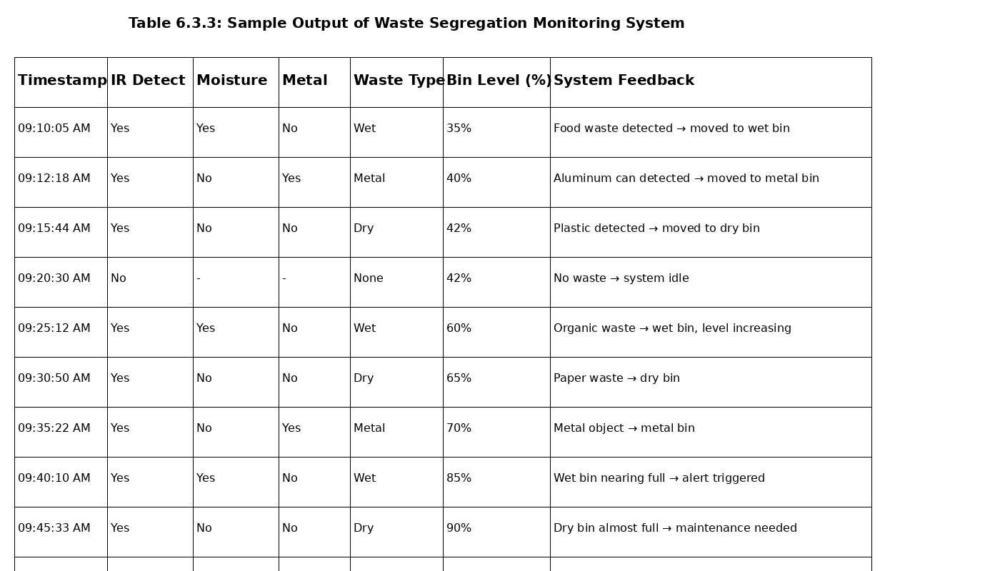 Table 6.3.3: Sample Output of Waste Segregation Monitoring System
Timestamp IR Detect Moisture Metal Waste Type Bin Level (%) System Feedback
09:10:05 AM Yes Yes No Wet 35% Food waste detected → moved to wet bin
09:12:18 AM Yes No Yes Metal 40% Aluminum can detected → moved to metal bin
09:15:44 AM Yes No No Dry 42% Plastic detected → moved to dry bin
09:20:30 AM No - - None 42% No waste → system idle
09:25:12 AM Yes Yes No Wet 60% Organic waste → wet bin, level increasing
09:30:50 AM Yes No No Dry 65% Paper waste → dry bin
09:35:22 AM Yes No Yes Metal 70% Metal object → metal bin
09:40:10 AM Yes Yes No Wet 85% Wet bin nearing full → alert triggered
09:45:33 AM Yes No No Dry 90% Dry bin almost full → maintenance needed